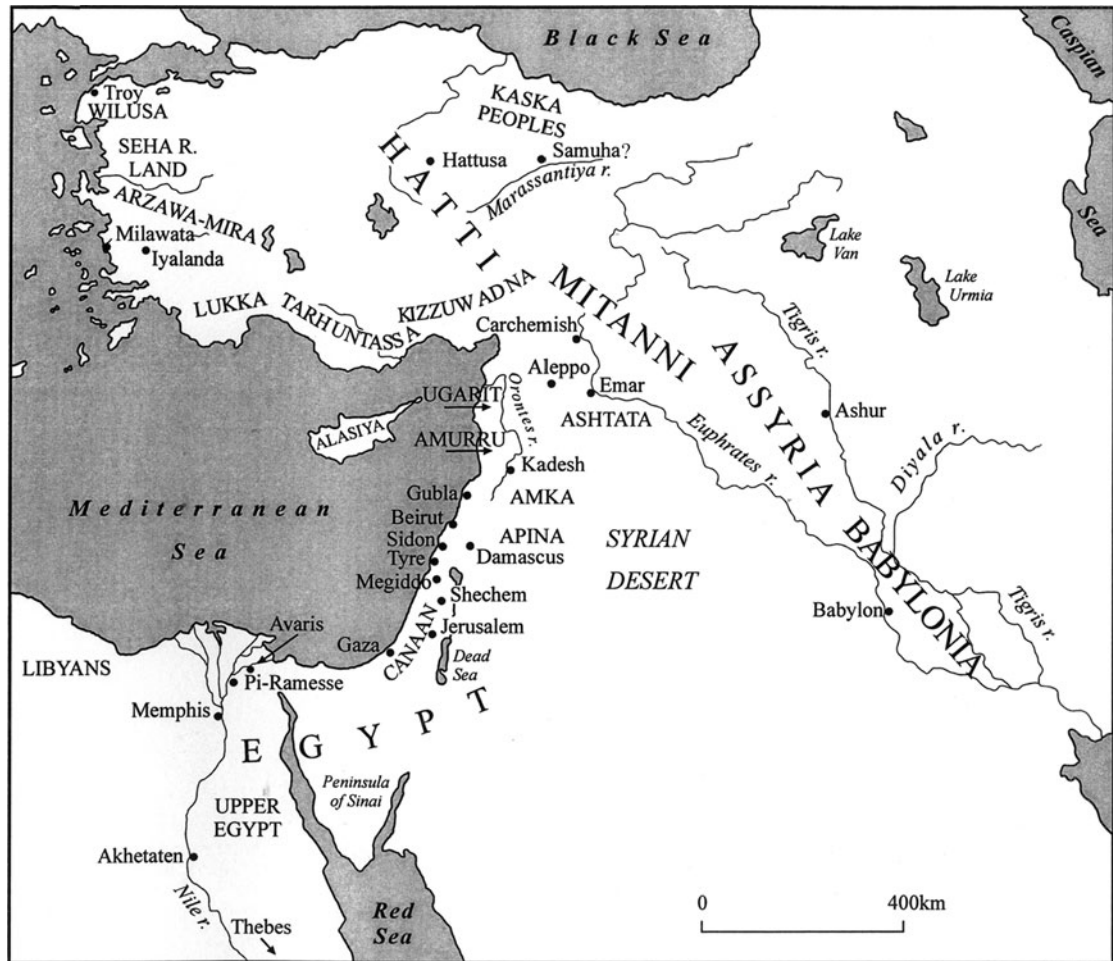 Black Sea
Caspian
Sea
Troy
WILUSA
KASKA
PEOPLES
SEHA R.
LAND
HATTI
Hattusa
Samuha?
Marassantiya r.
ARZAWA-MIRA
Milawata
Iyalanda
Lake
Van
Lake
Urmia
LUKKA
TARHUNTASSA
KIZZUWADNA
MITANNI
ASSYRIA
Tigris r.
Carchemish
Aleppo
Emar
UGARIT
Orontes r.
ASHTATA
Ashur
ALASIYA
AMURRU
Euphrates r.
Diyala r.
Kadesh
Gubla
AMKA
Mediterranean
Sea
Beirut
Sidon
APINA
Tyre
Damascus
SYRIAN
DESERT
BABYLONIA
Megiddo
Shechem
Babylon
Tigris r.
Avaris
Gaza
CANAAN
Jerusalem
Dead
Sea
LIBYANS
Pi-Ramesse
Memphis
EGYPT
Peninsula
of Sinai
UPPER
EGYPT
Akhetaten
Nile r.
Thebes
Red
Sea
0 400km